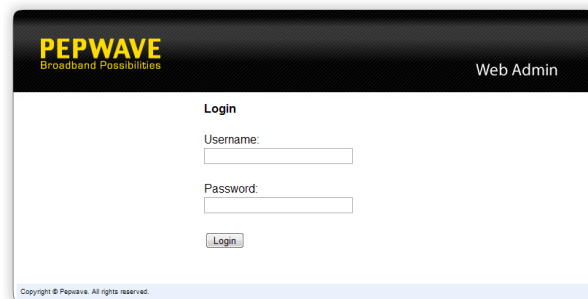 PEPWAVE
Broadband Possibilities
Web Admin
Login
Username:
Password:
Login
Copyright © Pepwave. All rights reserved.